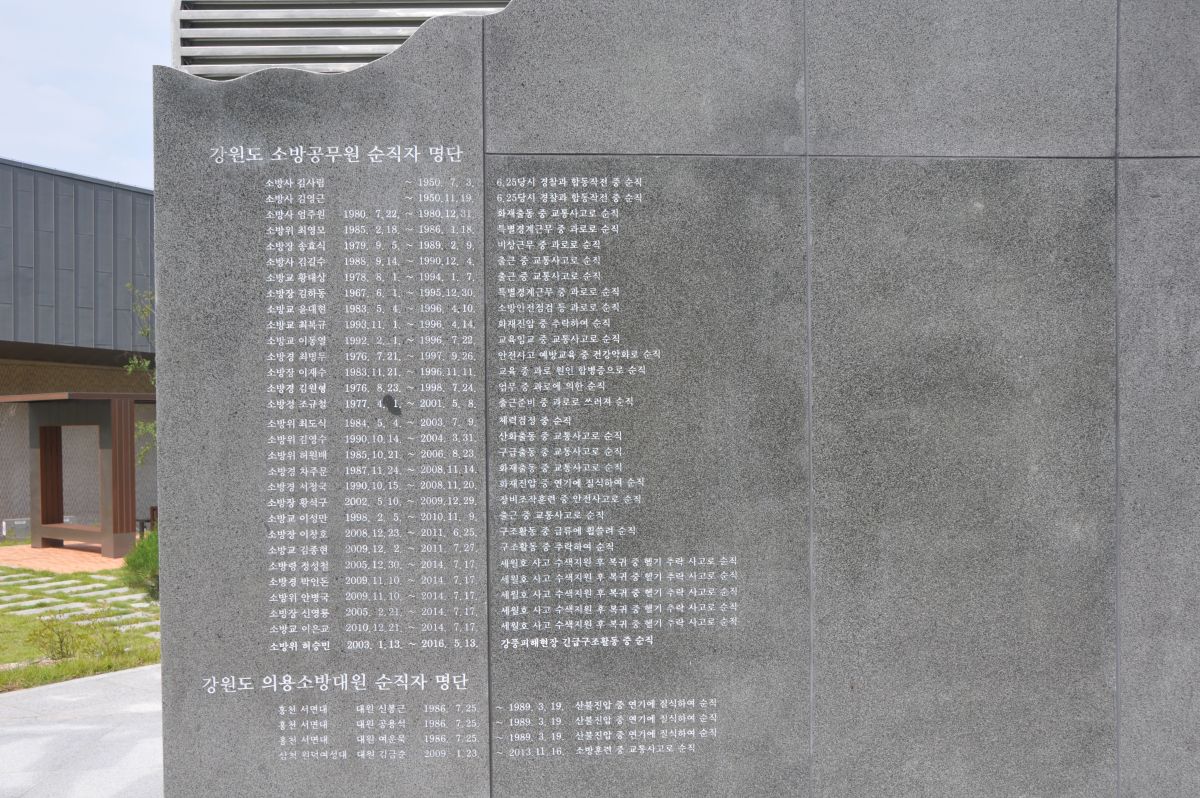 강원도 소방공무원 순직자 명단
소방사 김사림 ~ 1950. 7. 3. 6.25당시 경찰과 합동작전 중 순직
소방사 김영근 ~ 1950.11.19. 6.25당시 경찰과 합동작전 중 순직
소방사 엄주원 1980. 7.22. ~ 1980.12.31. 화재출동 중 교통사고로 순직
소방위 최영모 1985. 2.18. ~ 1986. 1.18. 특별경계근무 중 과로로 순직
소방장 송효식 1979. 9. 5. ~ 1989. 2. 9. 비상근무 중 과로로 순직
소방사 김길수 1988. 9.14. ~ 1990.12. 4. 출근 중 교통사고로 순직
소방교 황대상 1978. 8. 1. ~ 1994. 1. 7. 출근 중 교통사고로 순직
소방장 김하동 1967. 6. 1. ~ 1995.12.30. 특별경계근무 중 과로로 순직
소방교 윤대헌 1983. 5. 4. ~ 1996. 4.10. 소방안전점검 등 과로로 순직
소방교 최복규 1993.11. 1. ~ 1996. 4.14. 화재진압 중 추락하여 순직
소방교 이동열 1992. 2. 1. ~ 1996. 7.22. 교육입교 중 교통사고로 순직
소방경 최병두 1976. 7.21. ~ 1997. 9.26. 안전사고 예방교육 중 건강악화로 순직
소방장 이재수 1983.11.21. ~ 1996.11.11. 교육 중 과로 원인 합병증으로 순직
소방경 김원형 1976. 8.23. ~ 1998. 7.24. 업무 중 과로에 의한 순직
소방경 조규철 1977. 4. 1. ~ 2001. 5. 8. 출근준비 중 과로로 쓰러져 순직
소방위 최도식 1984. 5. 4. ~ 2003. 7. 9. 체력검정 중 순직
소방위 김영수 1990.10.14. ~ 2004. 3.31. 산화출동 중 교통사고로 순직
소방위 허원배 1985.10.21. ~ 2006. 8.23. 구급출동 중 교통사고로 순직
소방경 차주문 1987.11.24. ~ 2008.11.14. 화재출동 중 교통사고로 순직
소방경 서정국 1990.10.15. ~ 2008.11.20. 화재진압 중 연기에 질식하여 순직
소방장 황석구 2002. 5.10. ~ 2009.12.29. 장비조작훈련 중 안전사고로 순직
소방교 이상만 1998. 2. 5. ~ 2010.11. 9. 출근 중 교통사고로 순직
소방장 이창호 2008.12.23. ~ 2011. 6.25. 구조활동 중 급류에 휩쓸려 순직
소방교 김종현 2009.12. 2. ~ 2011. 7.27. 구조활동 중 추락하여 순직
소방령 정성철 2005.12.30. ~ 2014. 7.17. 세월호 사고 수색지원 후 복귀 중 헬기 추락 사고로 순직
소방경 박인돈 2009.11.10. ~ 2014. 7.17. 세월호 사고 수색지원 후 복귀 중 헬기 추락 사고로 순직
소방위 안병국 2009.11.10. ~ 2014. 7.17. 세월호 사고 수색지원 후 복귀 중 헬기 추락 사고로 순직
소방장 신영룡 2005. 2.21. ~ 2014. 7.17. 세월호 사고 수색지원 후 복귀 중 헬기 추락 사고로 순직
소방교 이은교 2010.12.21. ~ 2014. 7.17. 세월호 사고 수색지원 후 복귀 중 헬기 추락 사고로 순직
소방위 허승민 2003. 1.13. ~ 2016. 5.13. 강풍피해현장 긴급구조활동 중 순직
강원도 의용소방대원 순직자 명단
홍천 서면대 대원 신봉근 1986. 7.25. ~ 1989. 3. 19. 산불진압 중 연기에 질식하여 순직
홍천 서면대 대원 공용석 1986. 7.25. ~ 1989. 3. 19. 산불진압 중 연기에 질식하여 순직
홍천 서면대 대원 여운욱 1986. 7.25. ~ 1989. 3. 19. 산불진압 중 연기에 질식하여 순직
삼척 원덕여성대 대원 김금순 2009. 1.23. ~ 2013.11.16. 소방훈련 중 교통사고로 순직